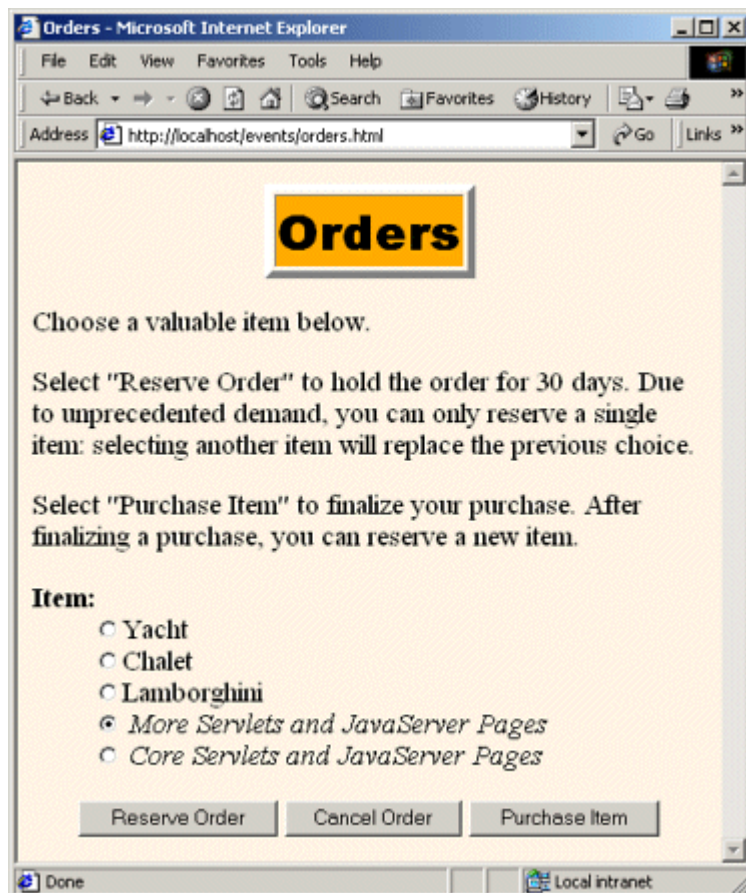 Orders - Microsoft Internet Explorer
File Edit View Favorites Tools Help
Back Search Favorites History »
Address http://localhost/events/orders.html Go Links »
Orders
Choose a valuable item below.
Select "Reserve Order" to hold the order for 30 days. Due
to unprecedented demand, you can only reserve a single
item: selecting another item will replace the previous choice.
Select "Purchase Item" to finalize your purchase. After
finalizing a purchase, you can reserve a new item.
Item:
Yacht
Chalet
Lamborghini
More Servlets and JavaServer Pages
Core Servlets and JavaServer Pages
Reserve Order Cancel Order Purchase Item
Done Local intranet